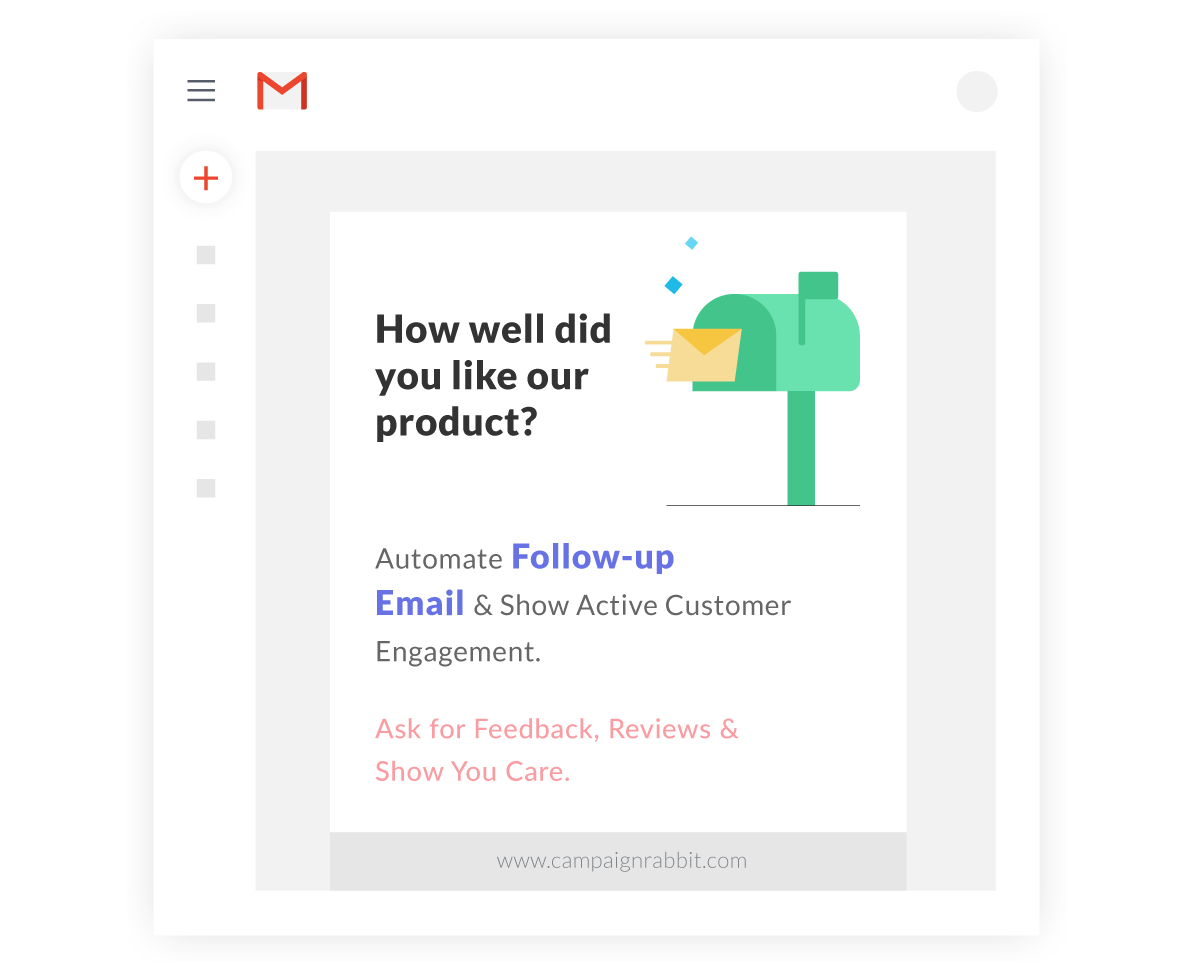 How well did
you like our
product?
Automate Follow-up
Email & Show Active Customer
Engagement.
Ask for Feedback, Reviews &
Show You Care.
www.campaignrabbit.com